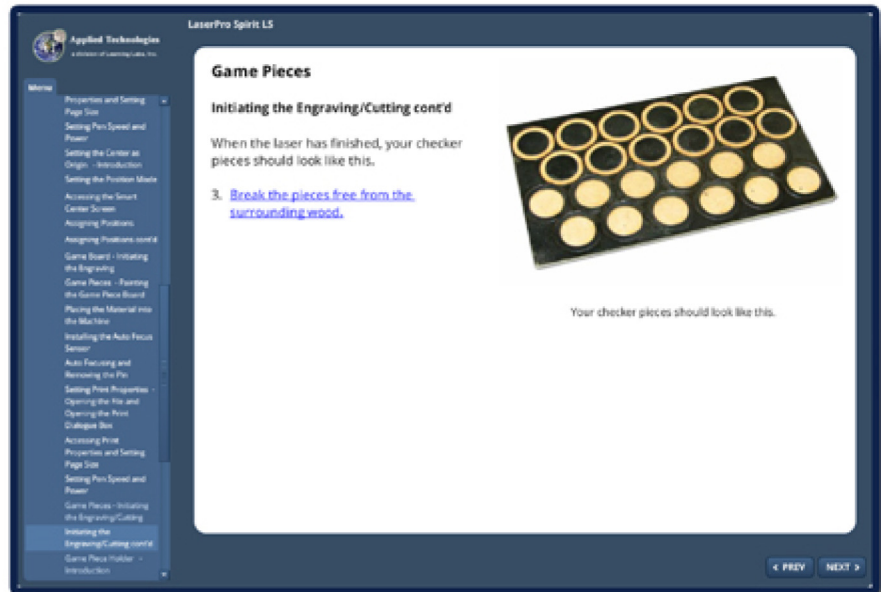 LaserPro Spirit LS
Applied Technologies
a division of Learning Labs, Inc.
Menu
Properties and Setting
Page Size
Setting Pen Speed and
Power
Setting the Center as
Origin - Introduction
Setting the Position Mode
Accessing the Smart
Center Screen
Assigning Positions
Assigning Positions cont'd
Game Board - Initiating
the Engraving
Game Pieces - Painting
the Game Piece Board
Placing the Material into
the Machine
Installing the Auto Focus
Sensor
Auto Focusing and
Removing the Pin
Setting Print Properties -
Opening the File and
Opening the Print
Dialogue Box
Accessing Print
Properties and Setting
Page Size
Setting Pen Speed and
Power
Game Pieces - Initiating
the Engraving/Cutting
Initiating the
Engraving/Cutting cont'd
Game Piece Holder -
Introduction
Game Pieces
Initiating the Engraving/Cutting cont'd
When the laser has finished, your checker
pieces should look like this.
3. Break the pieces free from the
surrounding wood.
Your checker pieces should look like this.
< PREV
NEXT >